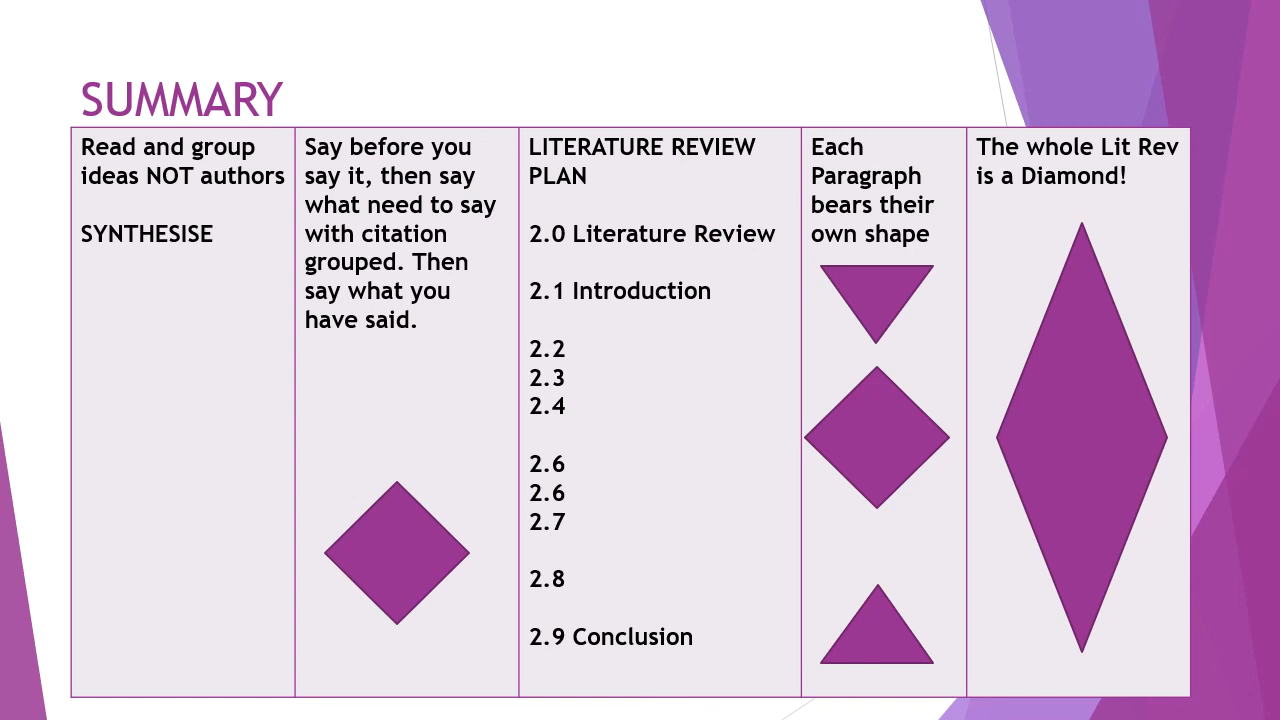 SUMMARY
Read and group
ideas NOT authors
SYNTHESISE
Say before you
say it, then say
what need to say
with citation
grouped. Then
say what you
have said.
LITERATURE REVIEW
PLAN
2.0 Literature Review
2.1 Introduction
2.2
2.3
2.4
2.6
2.6
2.7
2.8
2.9 Conclusion
Each
Paragraph
bears their
own shape
The whole Lit Rev
is a Diamond!